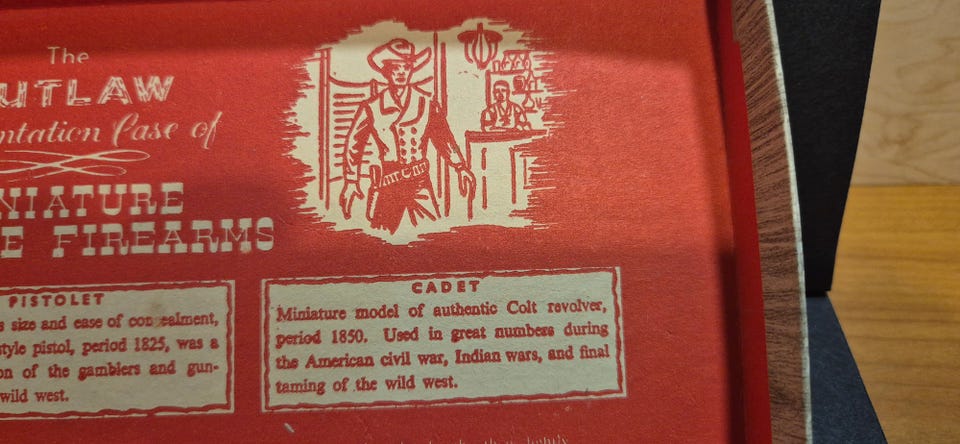 The
UTLAW
ntation Case of
NIATURE
E FIREARMS
PISTOLET
s size and ease of concealment,
tyle pistol, period 1825, was a
on of the gamblers and gun-
wild west.
CADET
Miniature model of authentic Colt revolver,
period 1850. Used in great numbers during
the American civil war, Indian wars, and final
taming of the wild west.